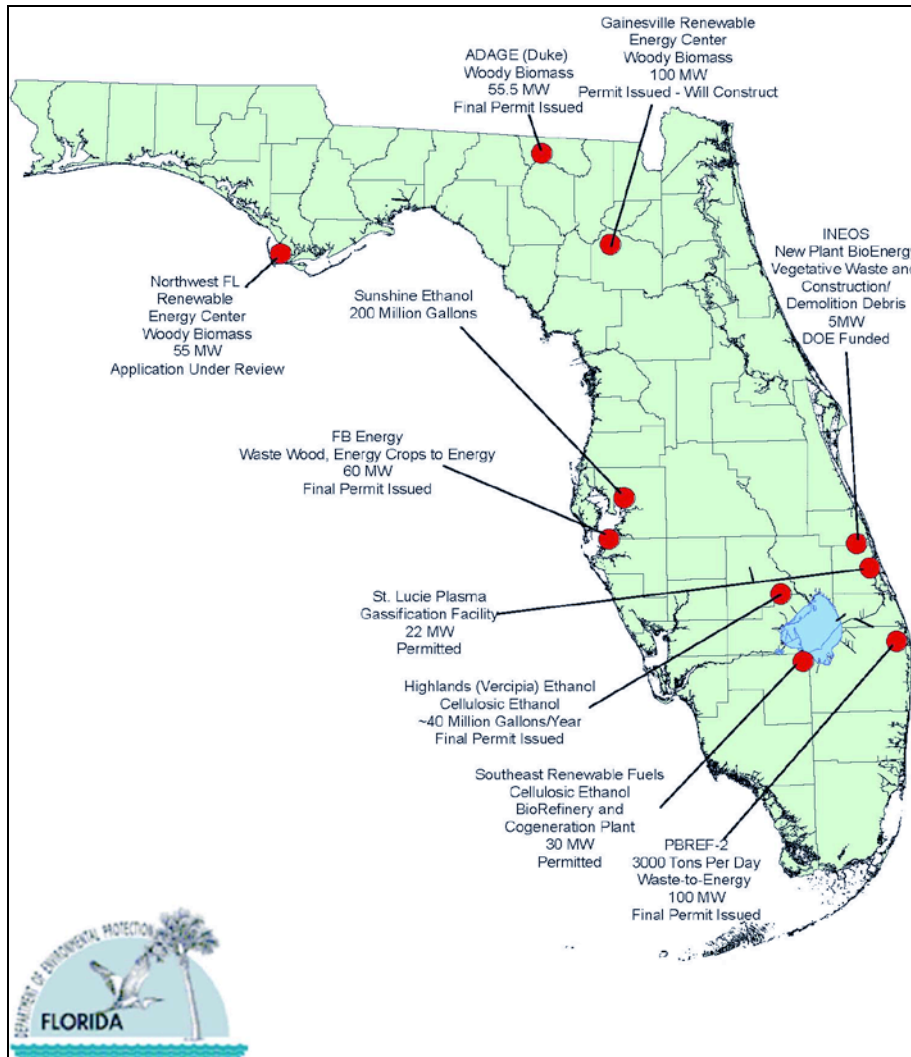 Gainesville Renewable
Energy Center
Woody Biomass
100 MW
Permit Issued - Will Construct
ADAGE (Duke)
Woody Biomass
55.5 MW
Final Permit Issued
INEOS
New Plant BioEnergy
Vegetative Waste and
Construction/
Demolition Debris
5MW
DOE Funded
Northwest FL
Renewable
Energy Center
Woody Biomass
55 MW
Application Under Review
Sunshine Ethanol
200 Million Gallons
FB Energy
Waste Wood, Energy Crops to Energy
60 MW
Final Permit Issued
St. Lucie Plasma
Gassification Facility
22 MW
Permitted
Highlands (Vercipia) Ethanol
Cellulosic Ethanol
~40 Million Gallons/Year
Final Permit Issued
Southeast Renewable Fuels
Cellulosic Ethanol
BioRefinery and
Cogeneration Plant
30 MW
Permitted
PBREF-2
3000 Tons Per Day
Waste-to-Energy
100 MW
Final Permit Issued
DEPARTMENT OF ENVIRONMENTAL PROTECTION
FLORIDA